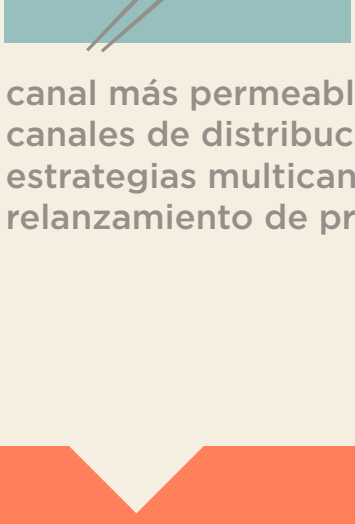 canal más permeabl
canales de distribuc
estrategias multican
relanzamiento de pr